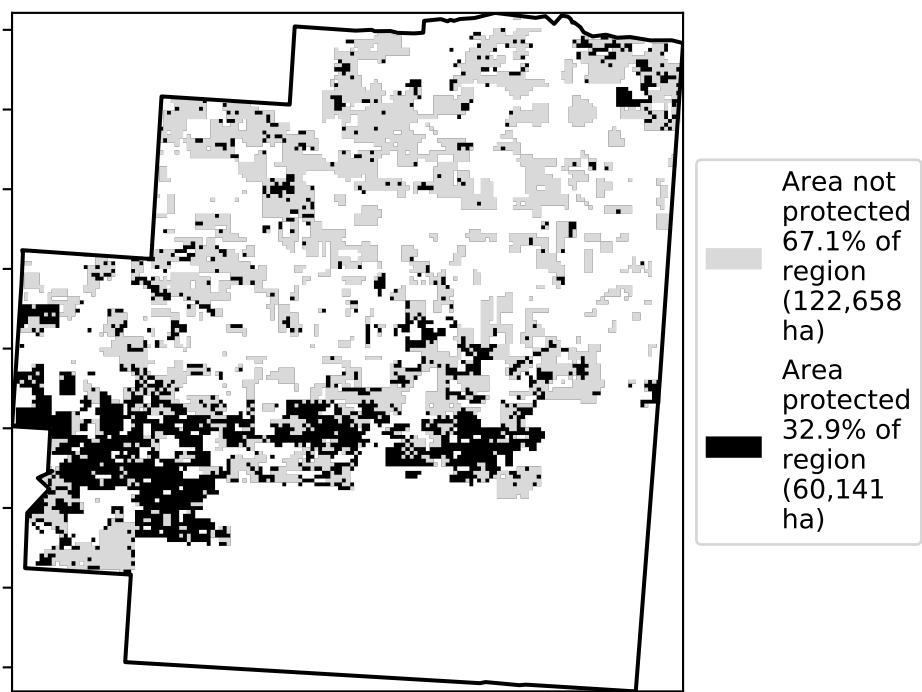 Area not
protected
67.1% of
region
(122,658
ha)
Area
protected
32.9% of
region
(60,141
ha)